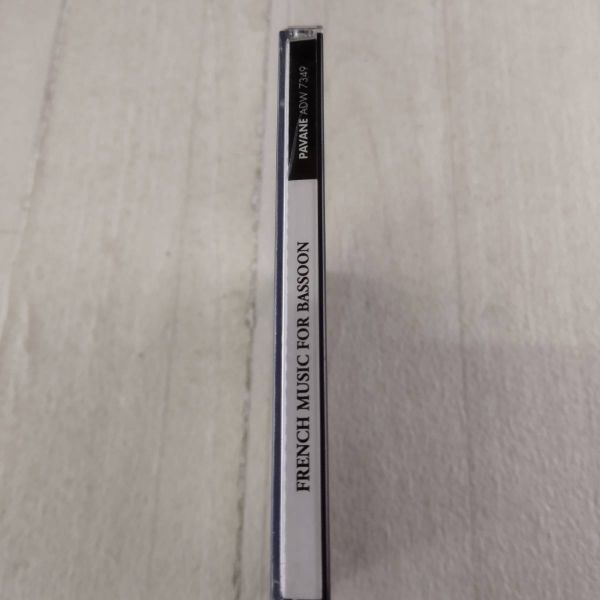 FRENCH MUSIC FOR BASSOON
PAVANE ADW 7349